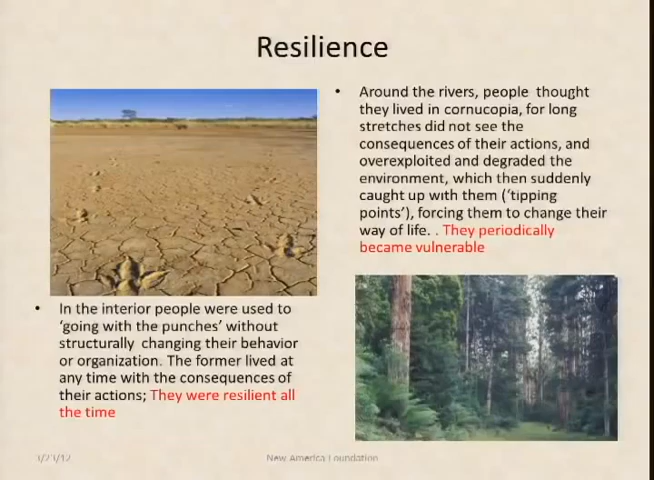 Resilience
• Around the rivers, people thought
they lived in cornucopia, for long
stretches did not see the
consequences of their actions, and
overexploited and degraded the
environment, which then suddenly
caught up with them ('tipping
points'), forcing them to change their
way of life. . They periodically
became vulnerable
• In the interior people were used to
'going with the punches' without
structurally changing their behavior
or organization. The former lived at
any time with the consequences of
their actions; They were resilient all
the time
3/23/12
New America Foundation